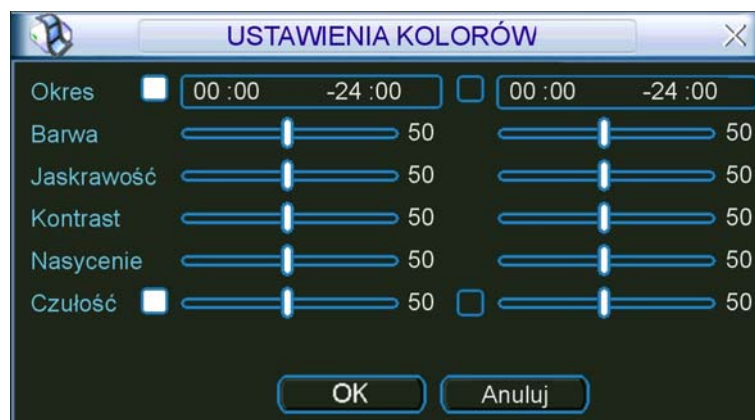 USTAWIENIA KOLORÓW
Okres 00 :00 -24 :00 00 :00 -24 :00
Barwa 50 50
Jaskrawość 50 50
Kontrast 50 50
Nasycenie 50 50
Czułość 50 50
OK Anuluj